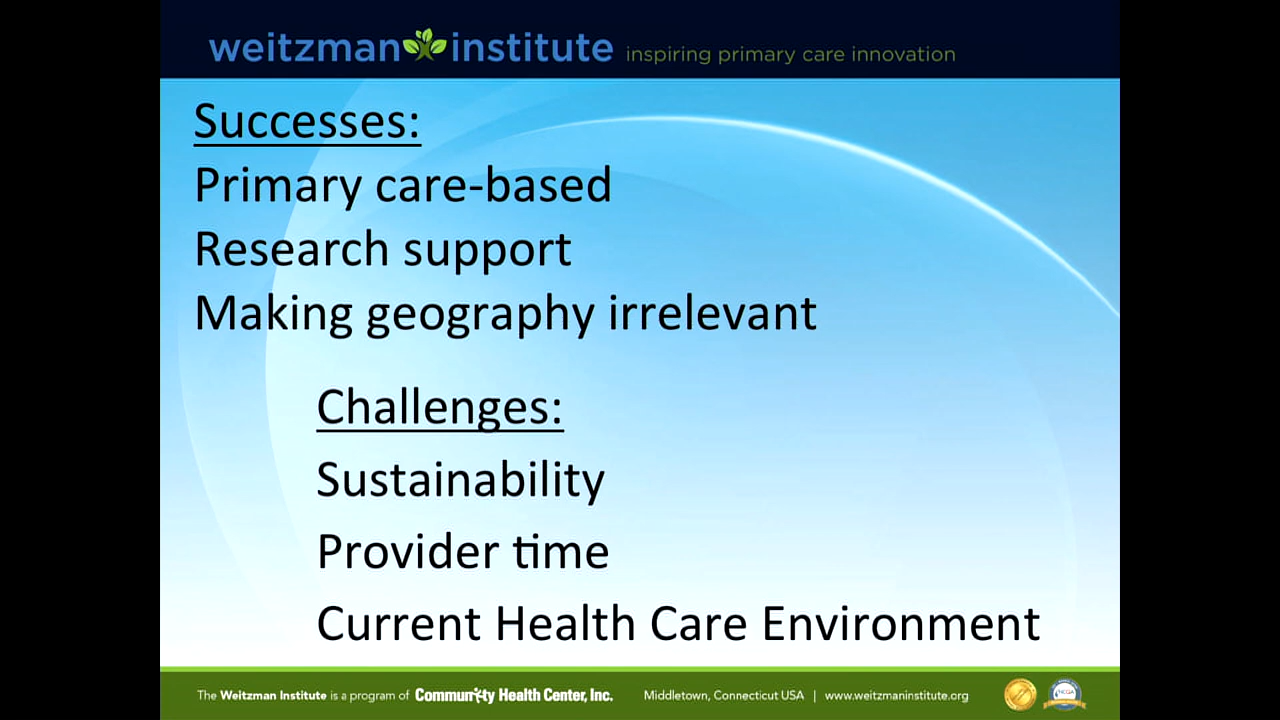 weitzman institute inspiring primary care innovation
Successes:
Primary care-based
Research support
Making geography irrelevant
Challenges:
Sustainability
Provider time
Current Health Care Environment
The Weitzman Institute is a program of Community Health Center, Inc. Middletown, Connecticut USA | www.weitzmaninstitute.org
NCQA